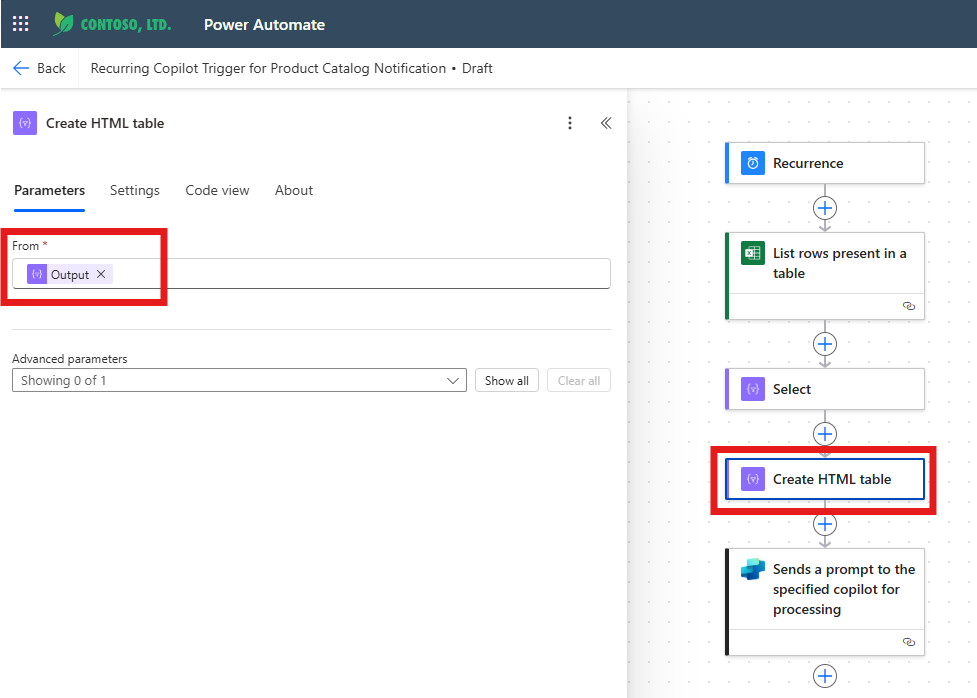 CONTOSO, LTD. Power Automate
Back Recurring Copilot Trigger for Product Catalog Notification • Draft
Create HTML table
Parameters Settings Code view About
From *
Output
Advanced parameters
Showing 0 of 1
Show all
Clear all
Recurrence
List rows present in a
table
Select
Create HTML table
Sends a prompt to the
specified copilot for
processing